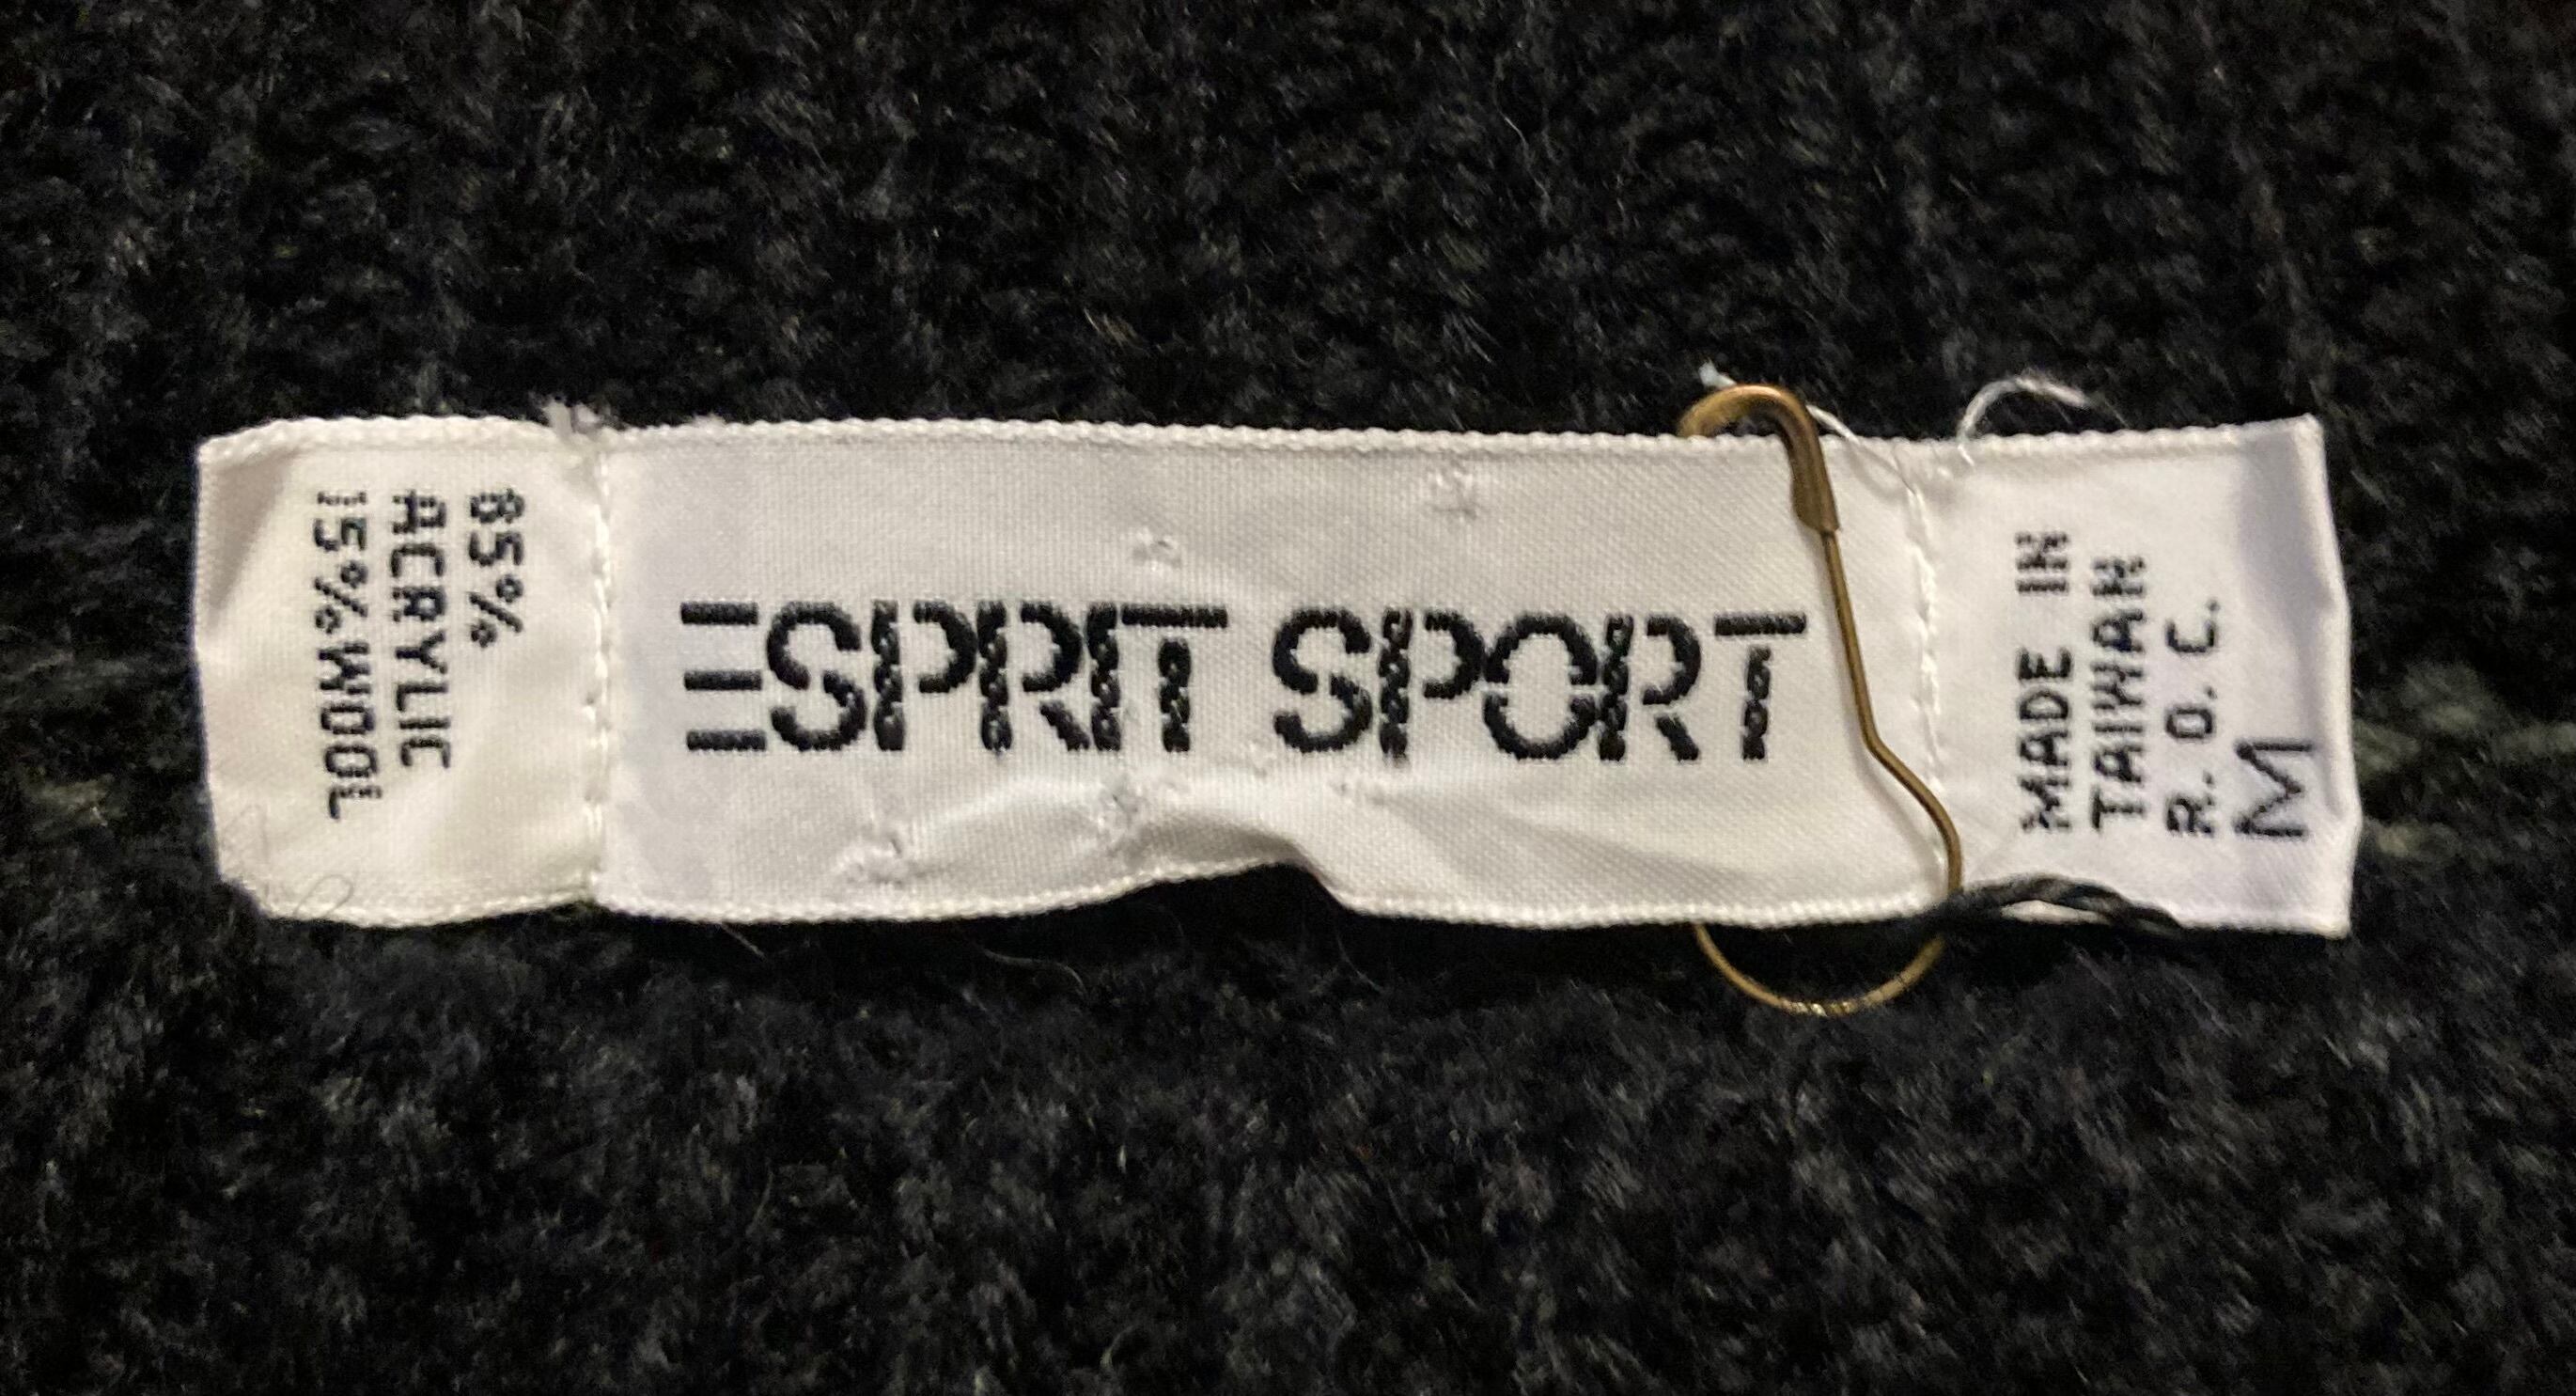 85%
ACRYLIC
15% WOOL
ESPRIT SPORT
MADE IN
TAIWAN
R. O. C.
M